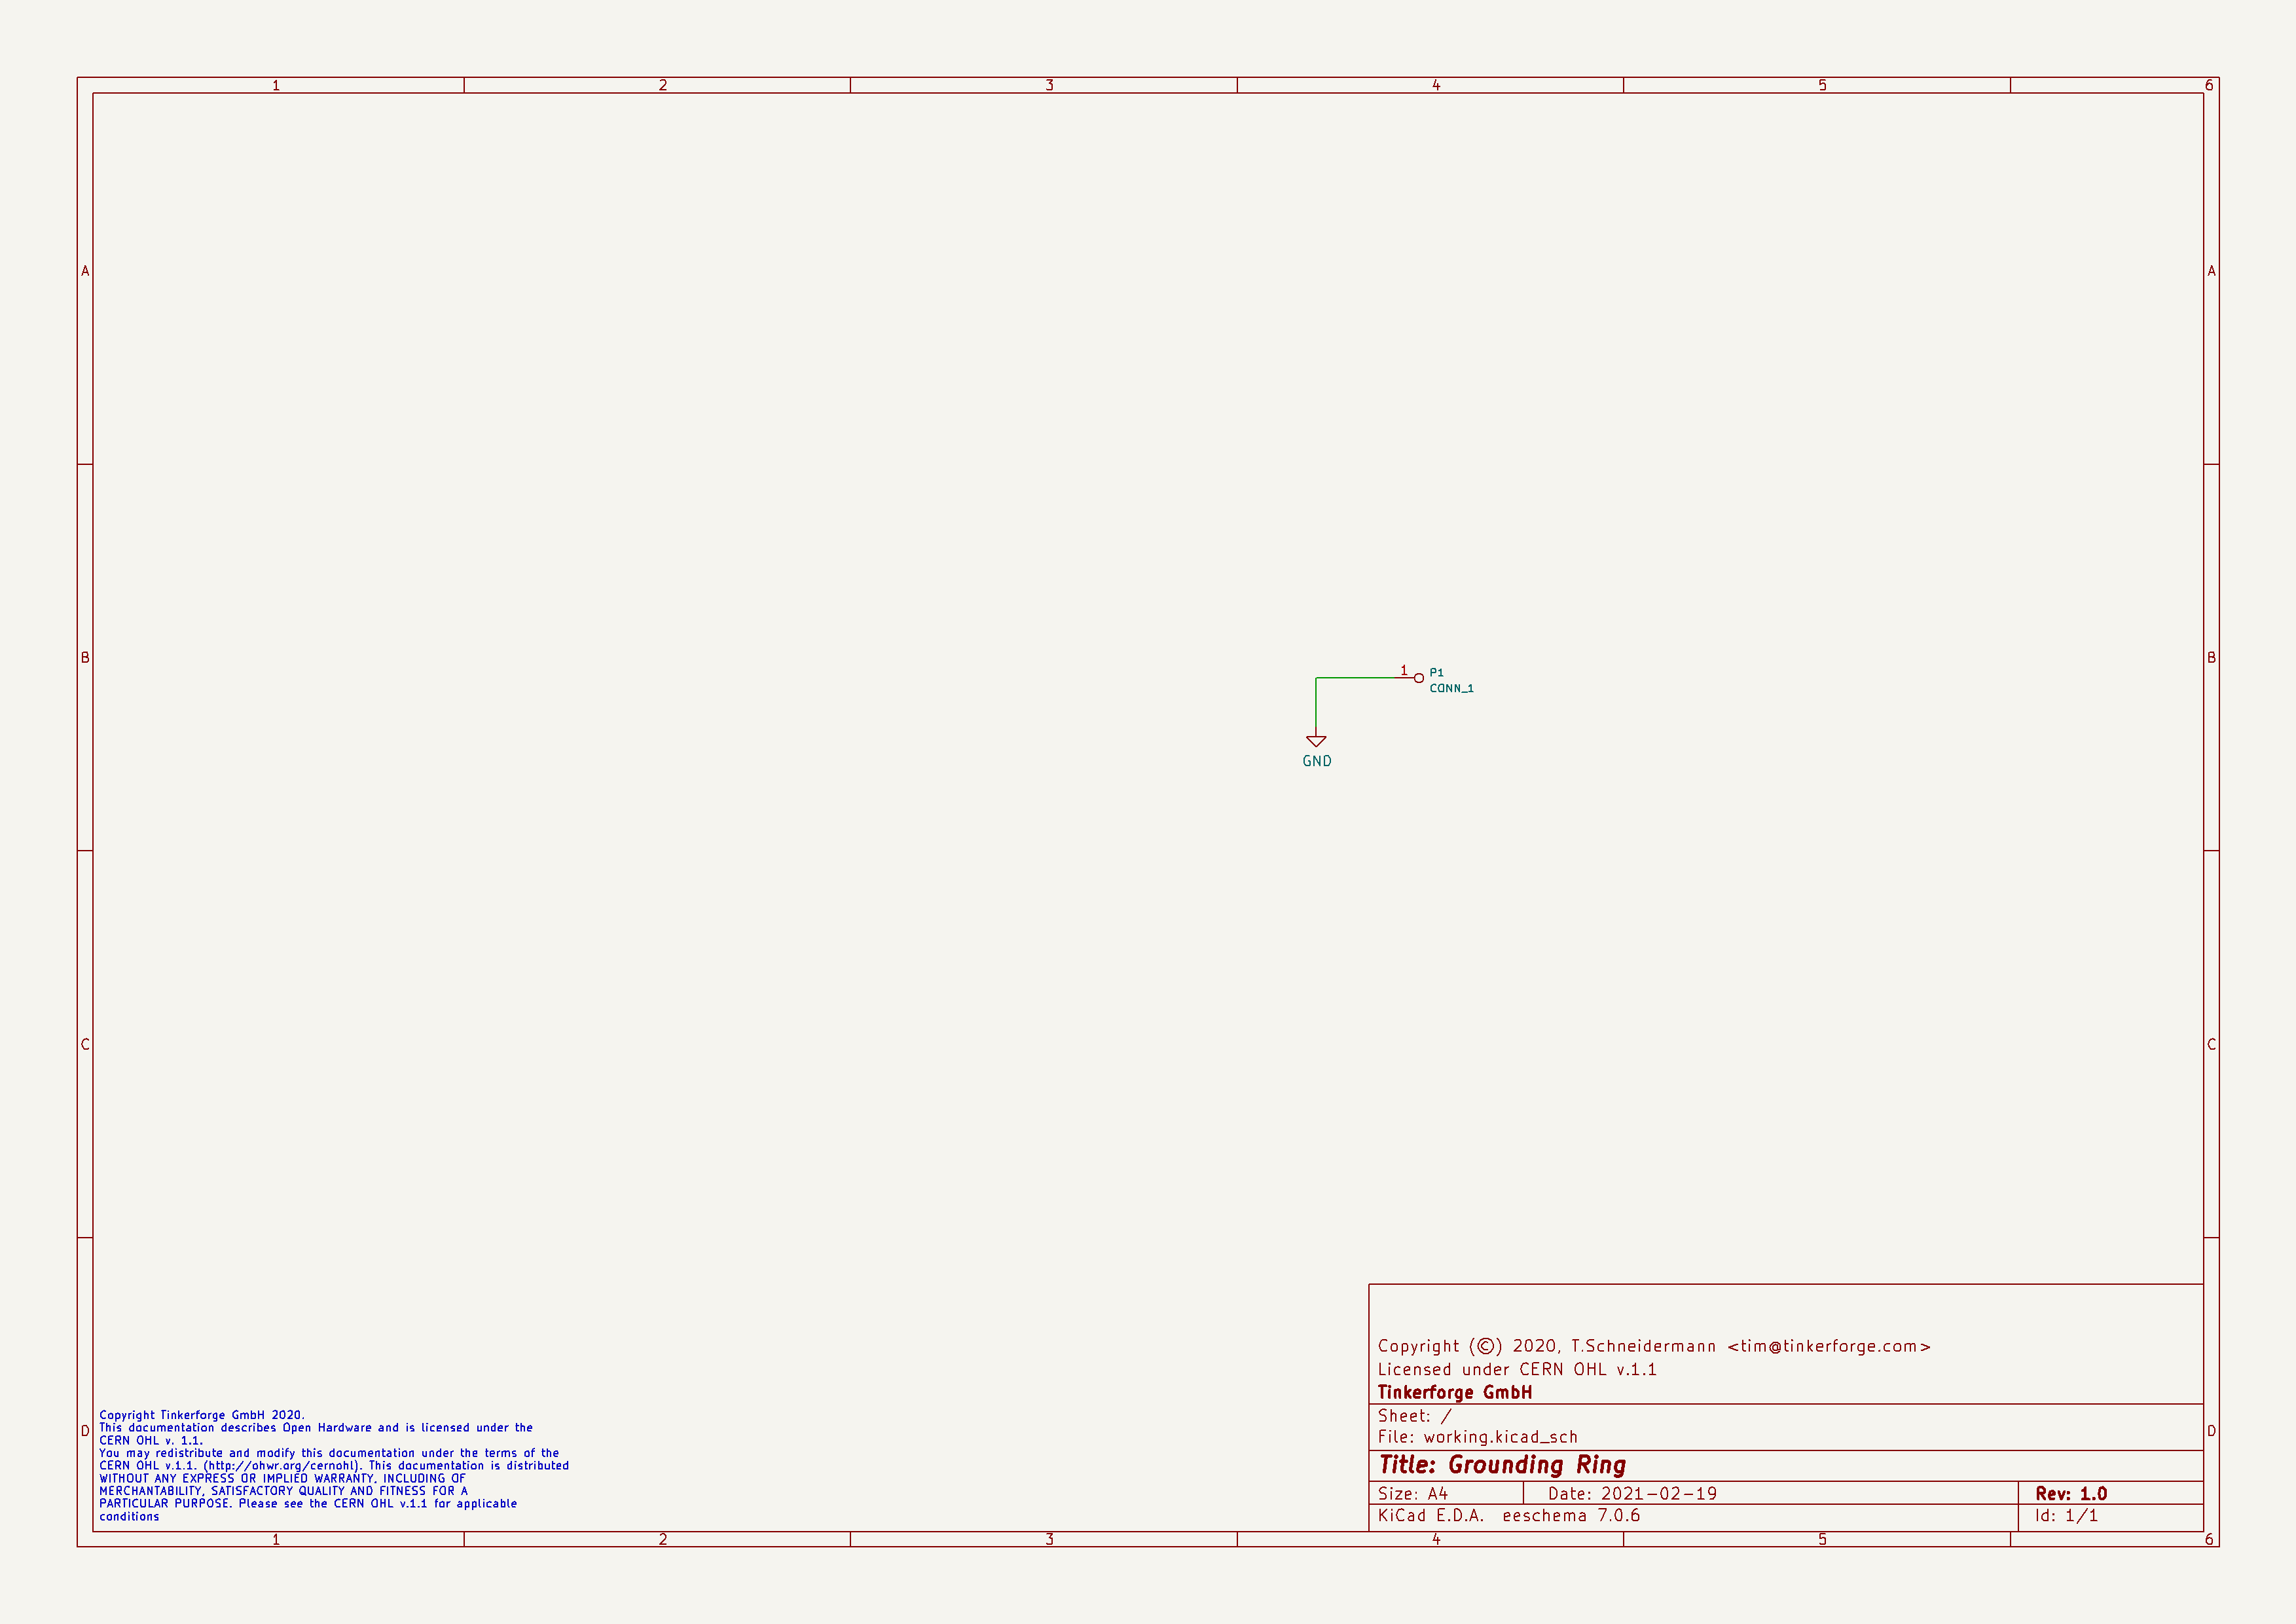 1 2 3 4 5 6
A A
B B
1 P1
CONN_1
GND
C C
D D
Copyright Tinkerforge GmbH 2020.
This documentation describes Open Hardware and is licensed under the
CERN OHL v. 1.1.
You may redistribute and modify this documentation under the terms of the
CERN OHL v.1.1. (http://ohwr.org/cernohl). This documentation is distributed
WITHOUT ANY EXPRESS OR IMPLIED WARRANTY, INCLUDING OF
MERCHANTABILITY, SATISFACTORY QUALITY AND FITNESS FOR A
PARTICULAR PURPOSE. Please see the CERN OHL v.1.1 for applicable
conditions
Copyright (©) 2020, T.Schneidermann <tim@tinkerforge.com>
Licensed under CERN OHL v.1.1
Tinkerforge GmbH
Sheet: /
File: working.kicad_sch
Title: Grounding Ring
Size: A4 Date: 2021-02-19 Rev: 1.0
KiCad E.D.A. eeschema 7.0.6 Id: 1/1
1 2 3 4 5 6